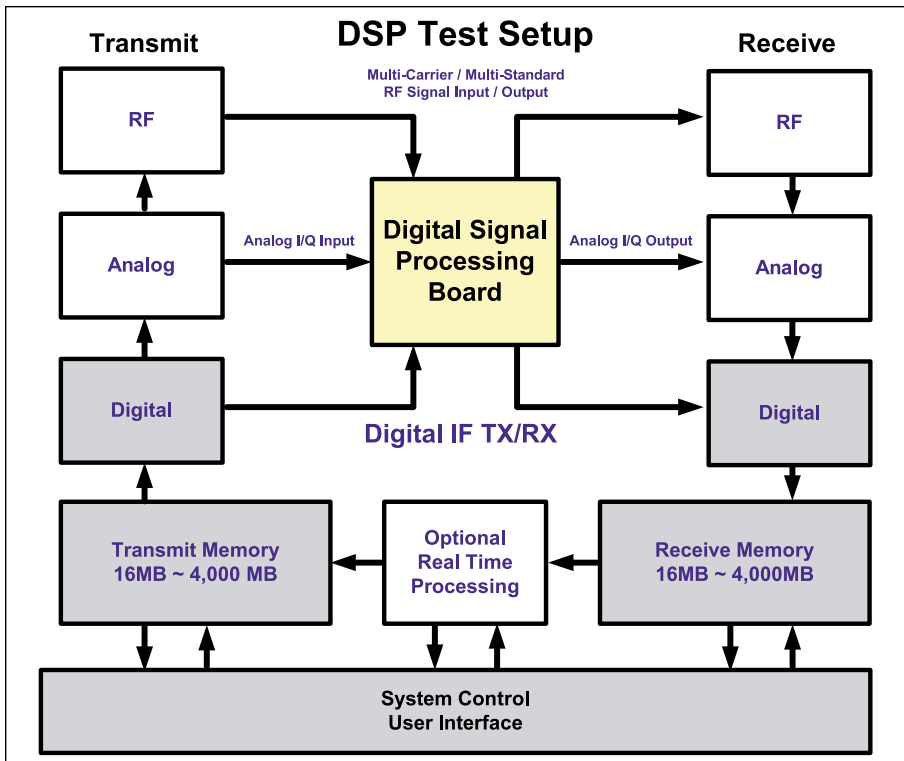 DSP Test Setup
Transmit
Receive
Multi-Carrier / Multi-Standard
RF Signal Input / Output
RF
RF
Digital Signal
Processing
Board
Analog I/Q Input
Analog I/Q Output
Analog
Analog
Digital
Digital
Digital IF TX/RX
Transmit Memory
16MB ~ 4,000 MB
Optional
Real Time
Processing
Receive Memory
16MB ~ 4,000MB
System Control
User Interface